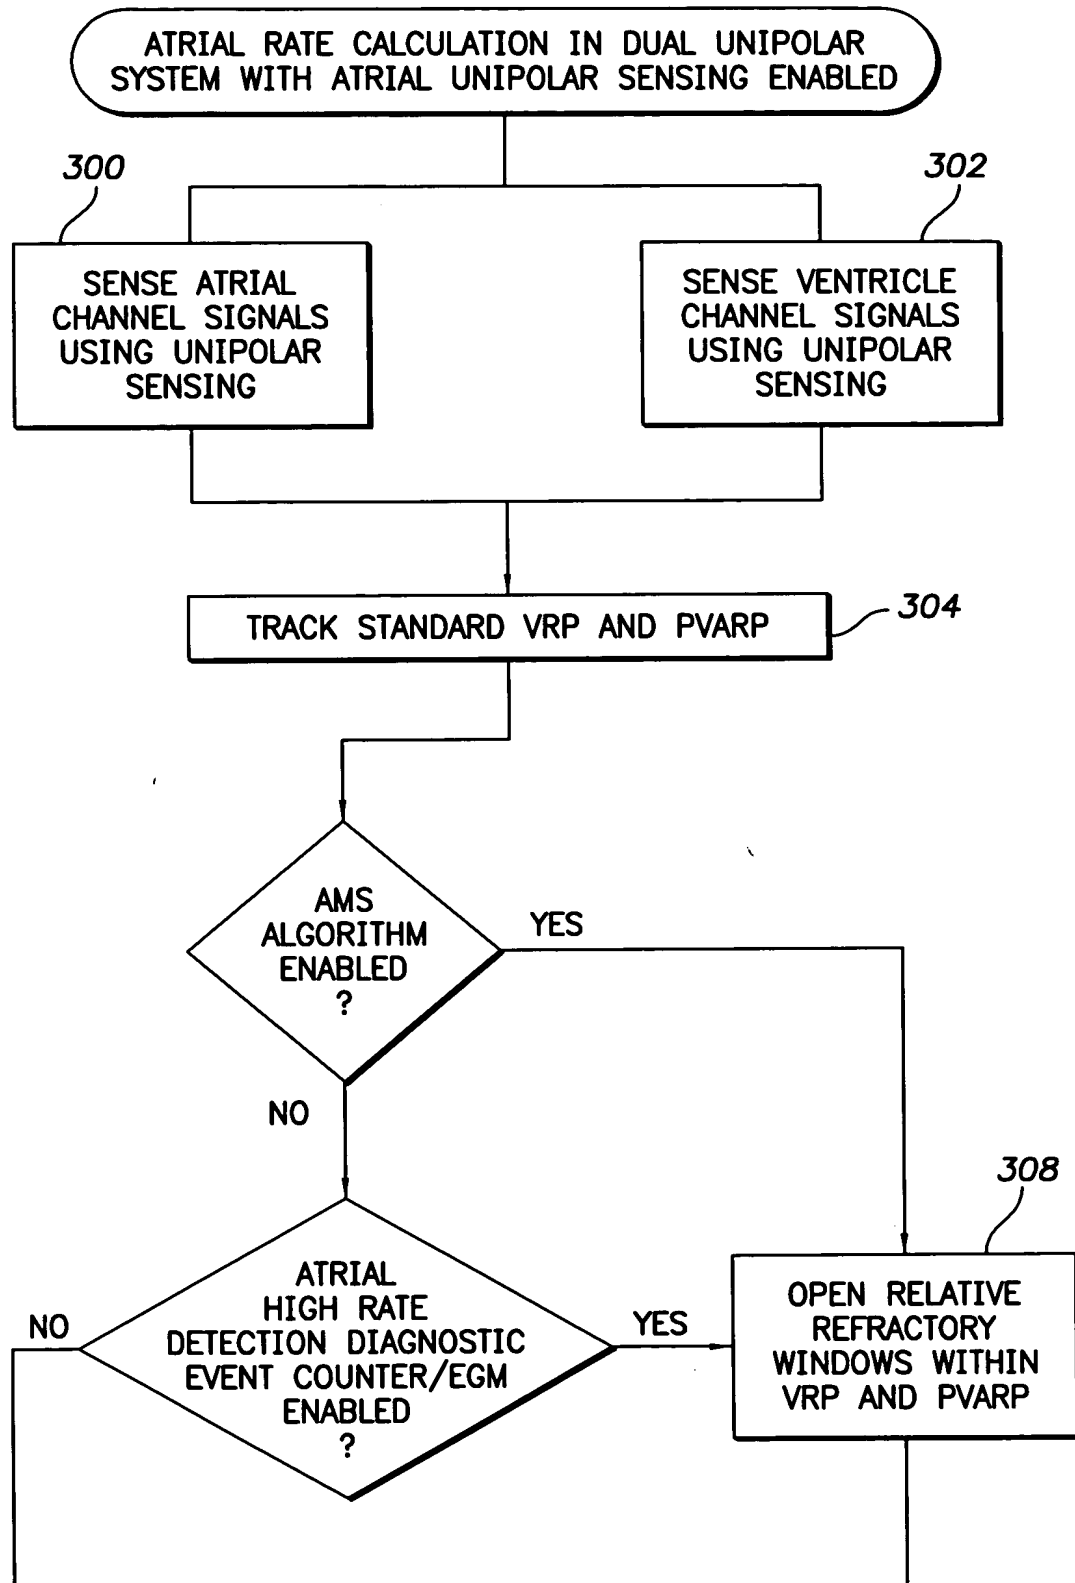 ATRIAL RATE CALCULATION IN DUAL UNIPOLAR
SYSTEM WITH ATRIAL UNIPOLAR SENSING ENABLED
300
302
SENSE ATRIAL
CHANNEL SIGNALS
USING UNIPOLAR
SENSING
SENSE VENTRICLE
CHANNEL SIGNALS
USING UNIPOLAR
SENSING
TRACK STANDARD VRP AND PVARP
304
AMS
ALGORITHM
ENABLED
?
YES
NO
308
ATRIAL
HIGH RATE
DETECTION DIAGNOSTIC
EVENT COUNTER/EGM
ENABLED
?
NO
YES
OPEN RELATIVE
REFRACTORY
WINDOWS WITHIN
VRP AND PVARP